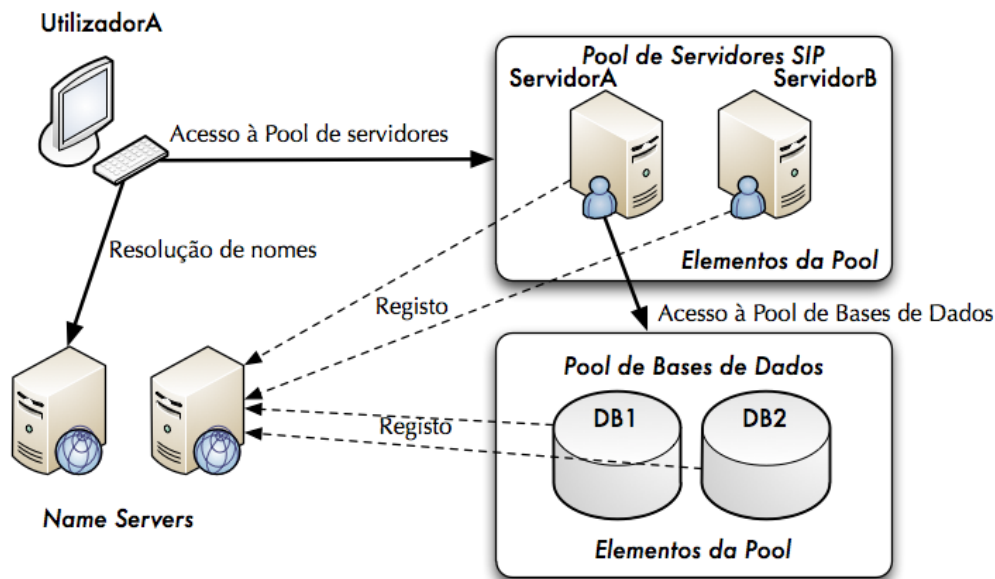 UtilizadorA
Pool de Servidores SIP
ServidorA
ServidorB
Acesso à Pool de servidores
Resolução de nomes
Elementos da Pool
Registo
Acesso à Pool de Bases de Dados
Pool de Bases de Dados
DB1
DB2
Registo
Name Servers
Elementos da Pool